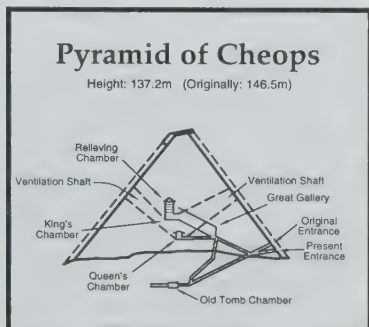 Pyramid of Cheops
Height: 137.2m (Originally: 146.5m)
Relieving
Chamber
Ventilation Shaft
Ventilation Shaft
Great Gallery
King's
Chamber
Original
Entrance
Present
Entrance
Queen's
Chamber
Old Tomb Chamber